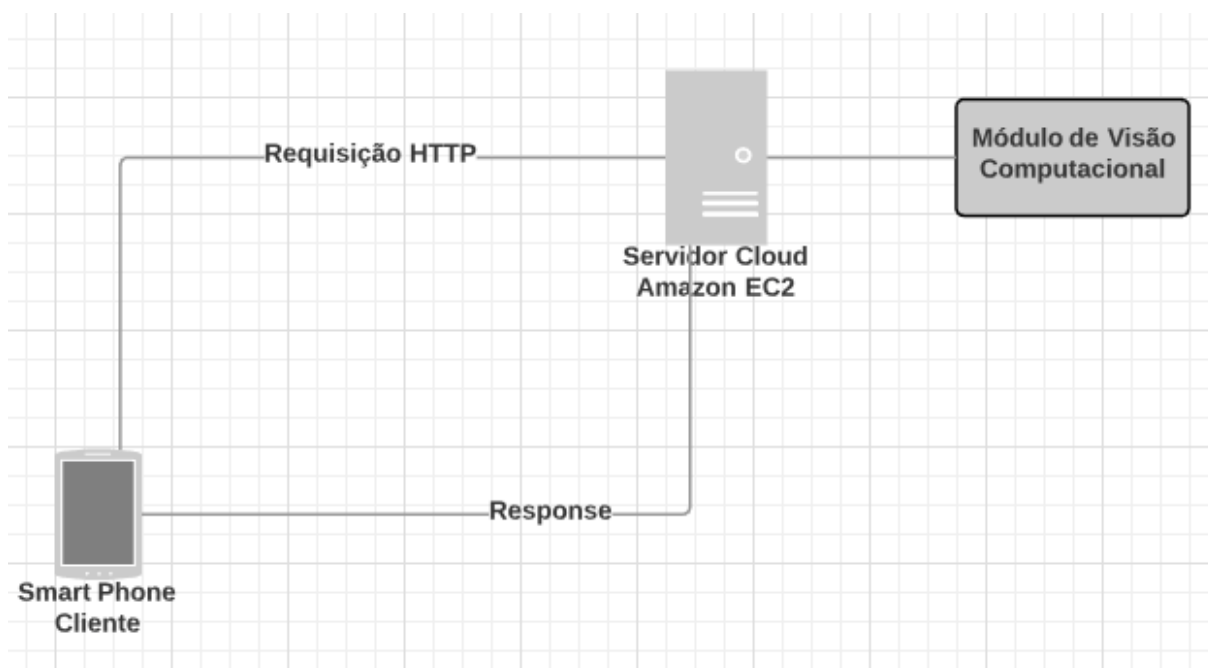 Requisição HTTP
Módulo de Visão
Computacional
Servidor Cloud
Amazon EC2
Response
Smart Phone
Cliente